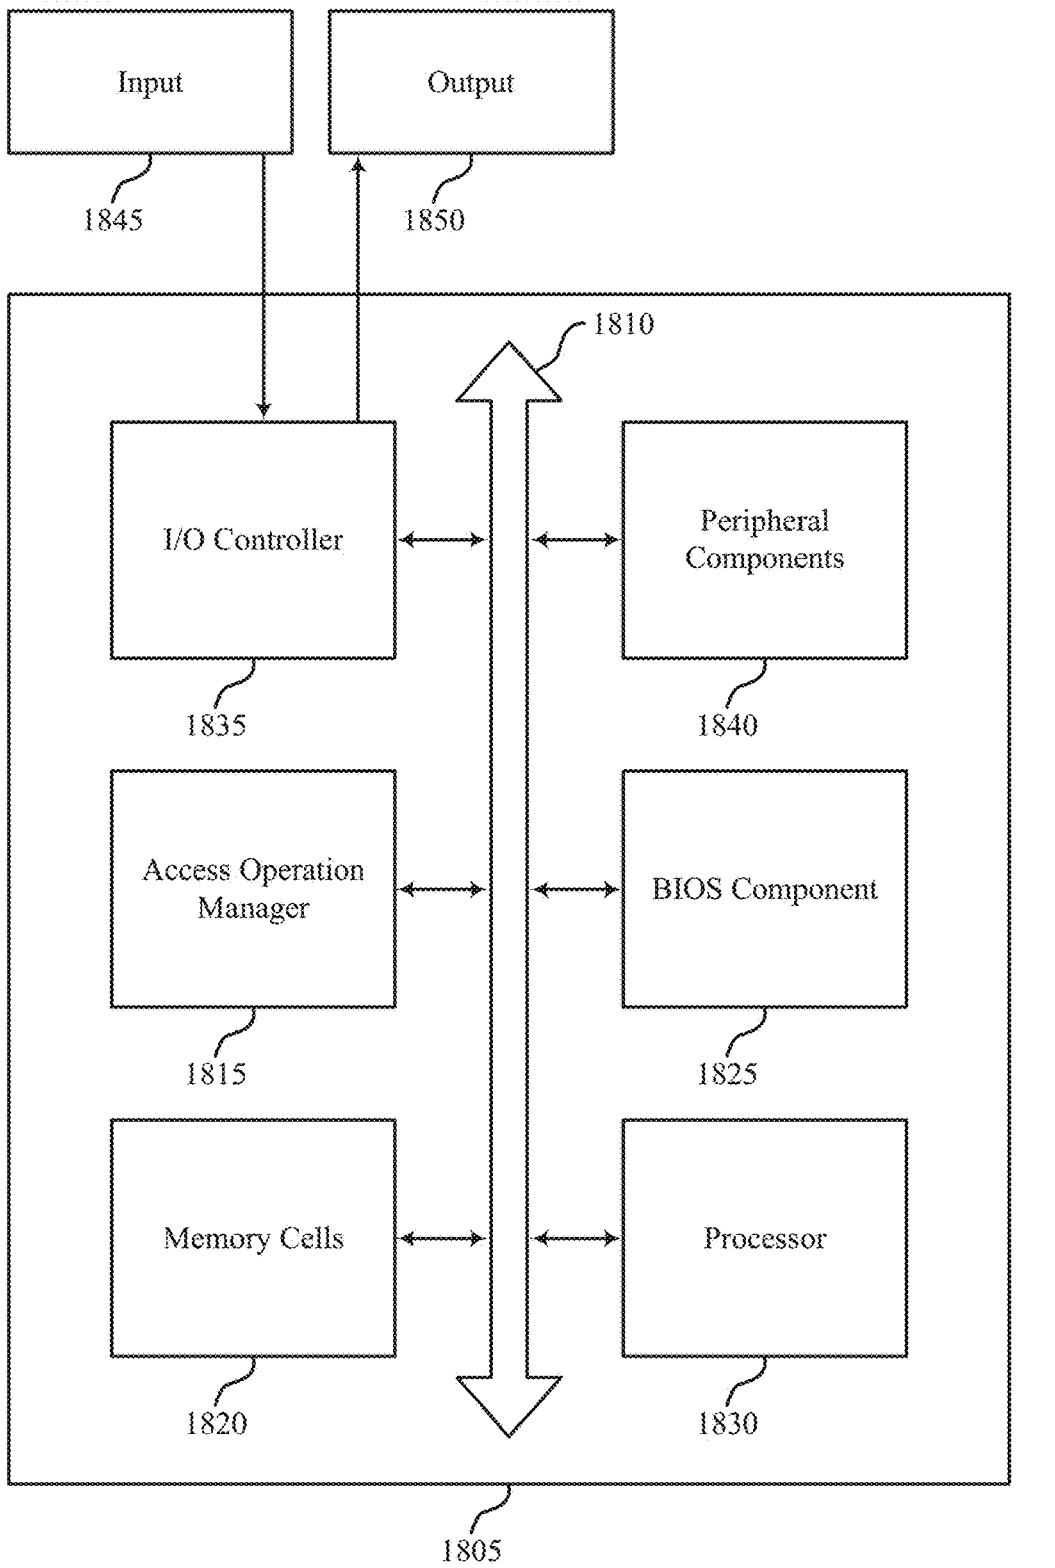 Input
Output
1845
1850
1810
I/O Controller
Peripheral
Components
1835
1840
Access Operation
Manager
BIOS Component
1815
1825
Memory Cells
Processor
1820
1830
1805